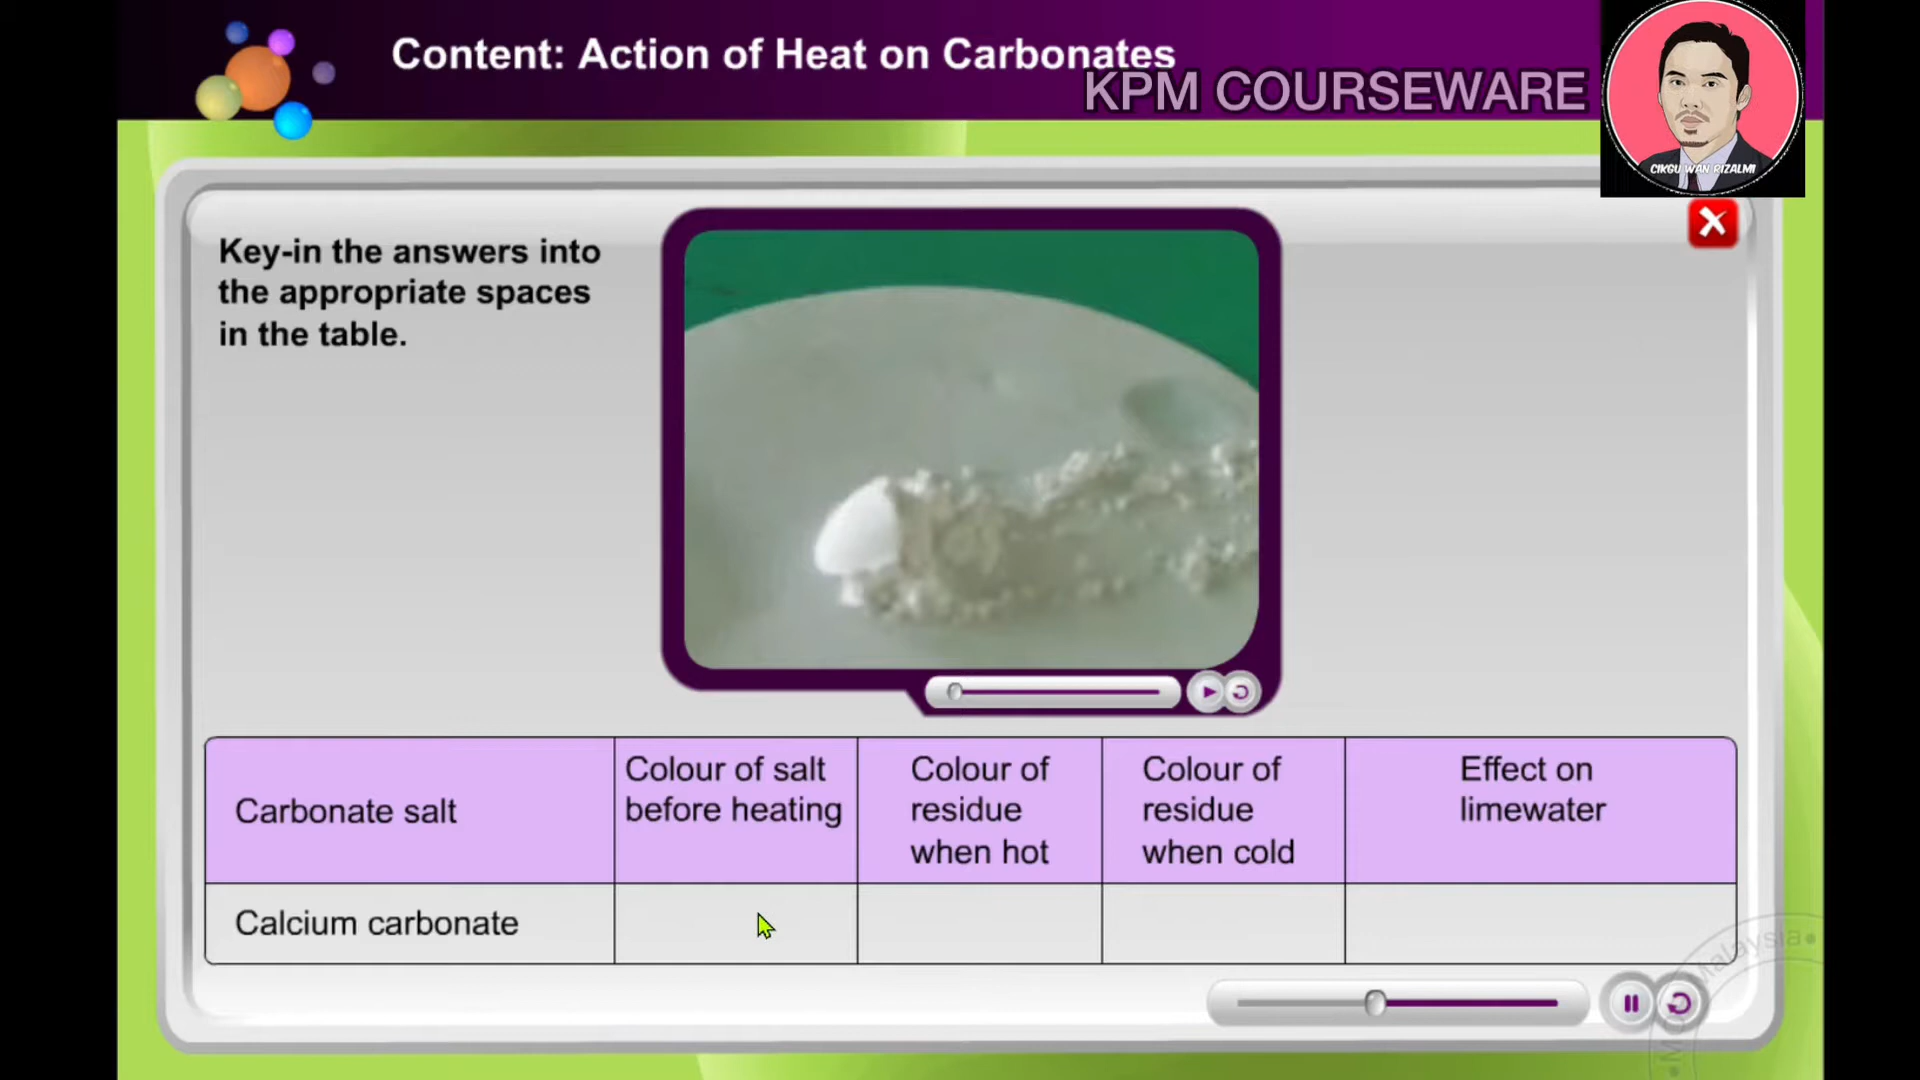 Content: Action of Heat on Carbonates
KPM COURSEWARE
CIKGU WAN RIZALMI
Key-in the answers into
the appropriate spaces
in the table.
Carbonate salt
Colour of salt
before heating
Colour of
residue
when hot
Colour of
residue
when cold
Effect on
limewater
Calcium carbonate
Malaysia